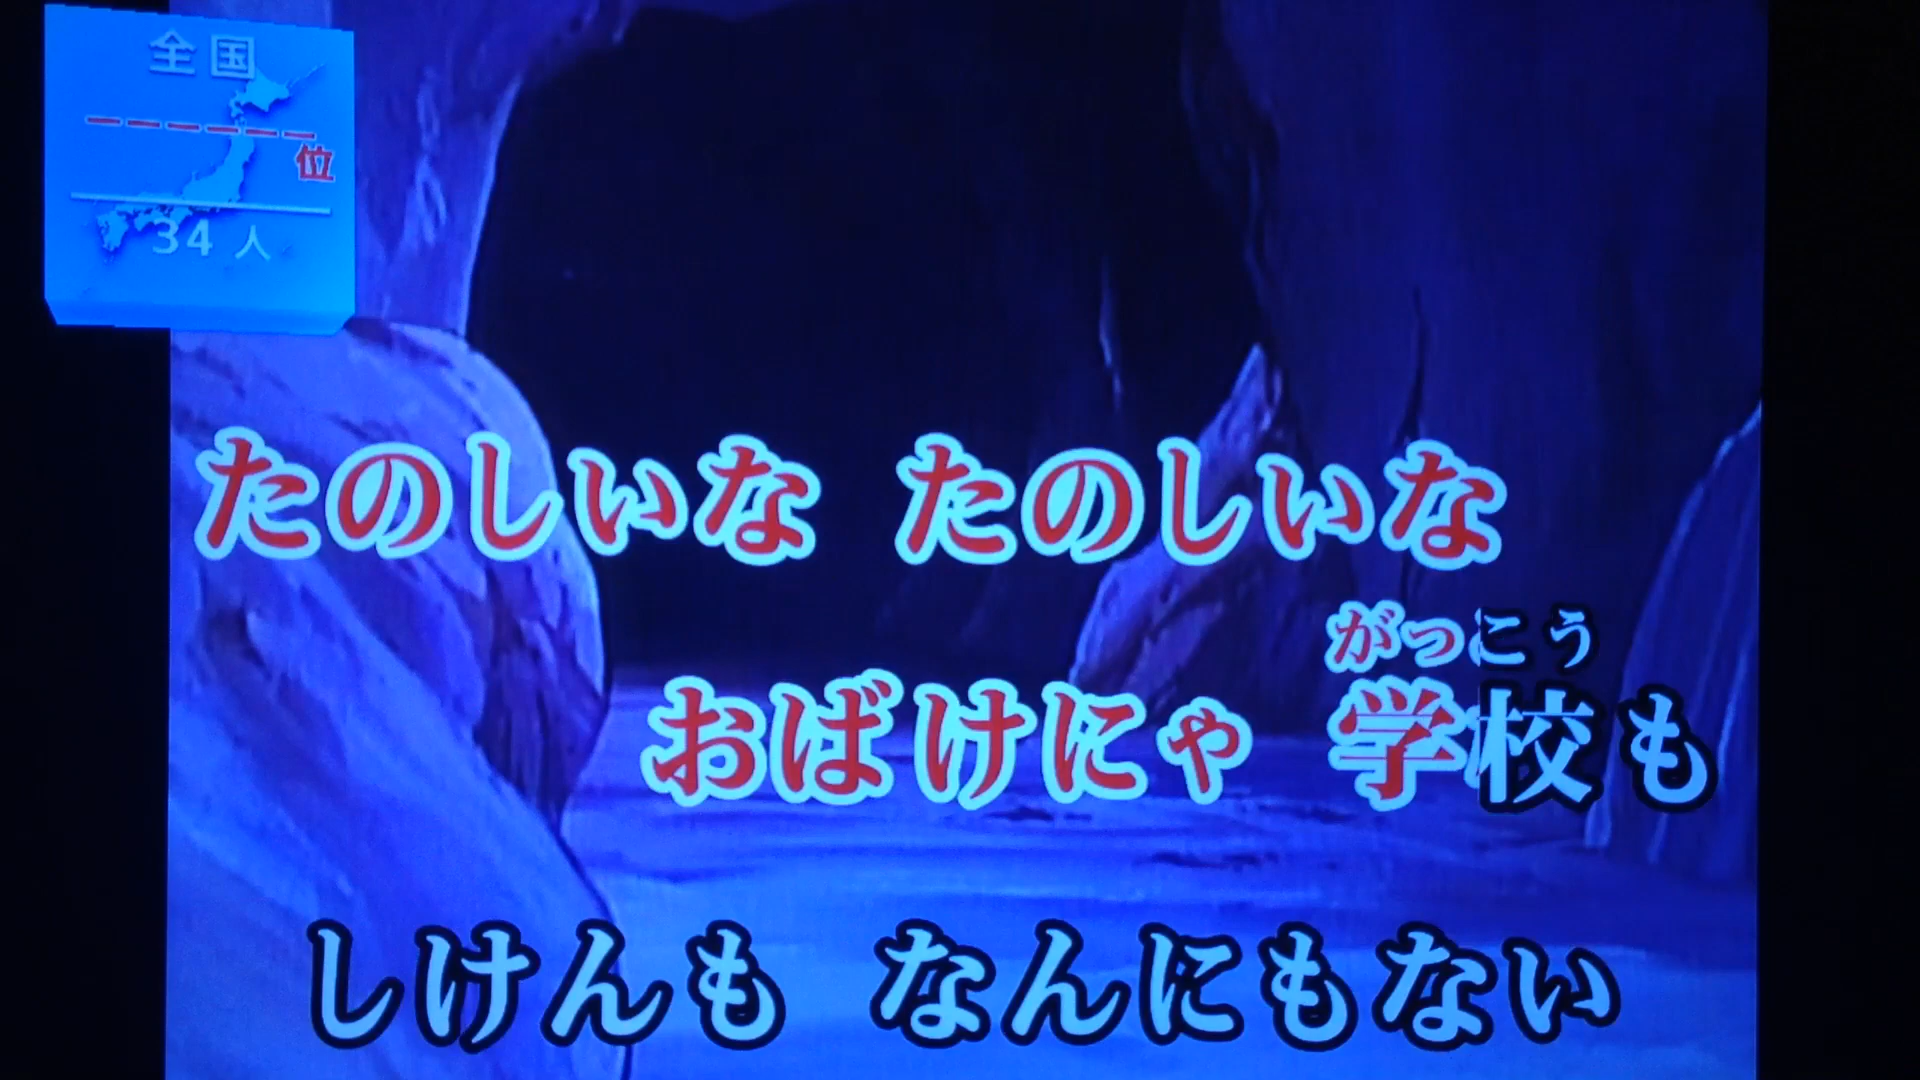 全国
------位
34人
たのしいな たのしいな
がっこう
おばけにゃ 学校も
しけんも なんにもない